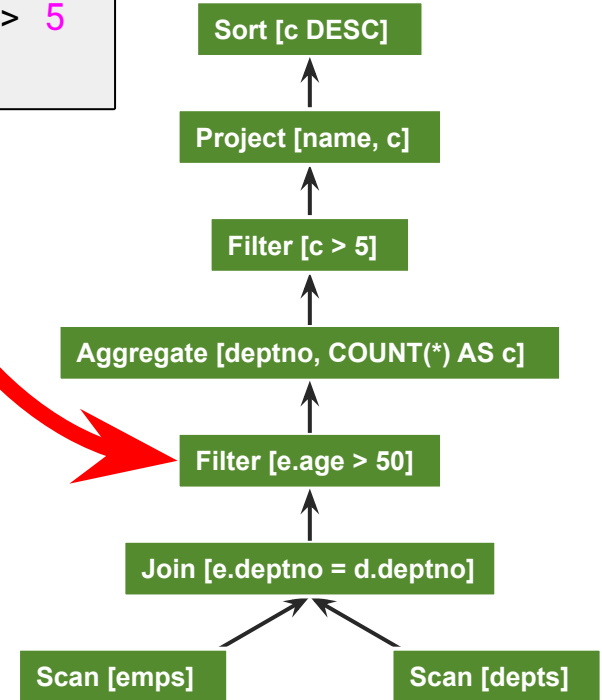 > 5
Sort [c DESC]
Project [name, c]
Filter [c > 5]
Aggregate [deptno, COUNT(*) AS c]
Filter [e.age > 50]
Join [e.deptno = d.deptno]
Scan [emps]
Scan [depts]